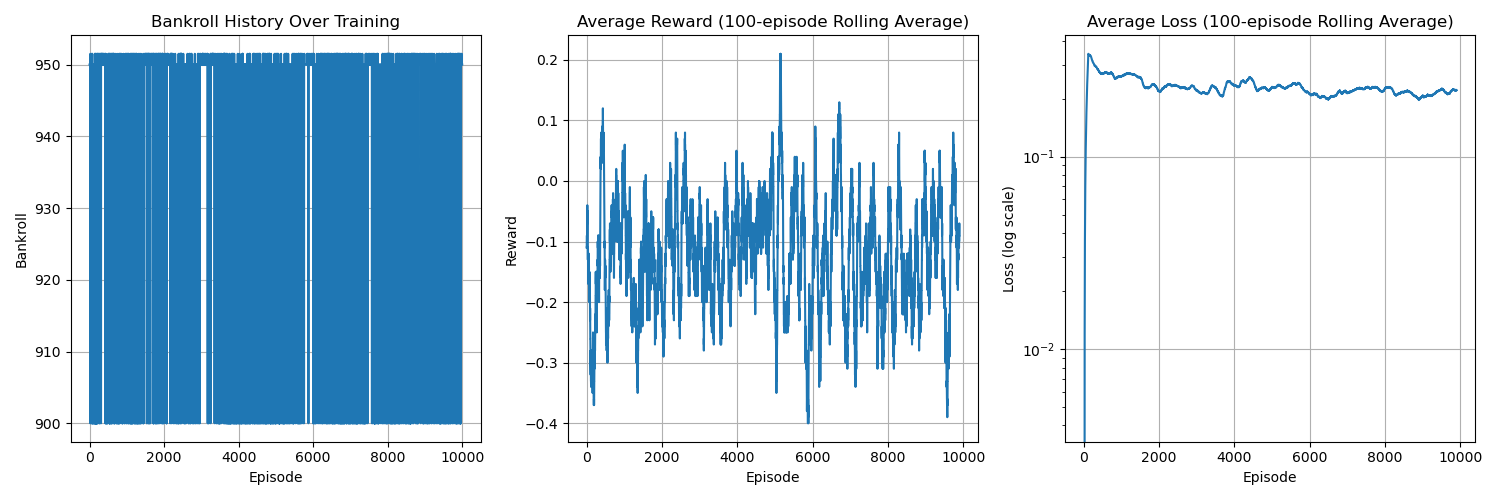 Bankroll History Over Training
Bankroll
950
940
930
920
910
900
0 2000 4000 6000 8000 10000
Episode
Average Reward (100-episode Rolling Average)
Reward
0.2
0.1
0.0
−0.1
−0.2
−0.3
−0.4
0 2000 4000 6000 8000 10000
Episode
Average Loss (100-episode Rolling Average)
Loss (log scale)
10⁻¹
10⁻²
0 2000 4000 6000 8000 10000
Episode